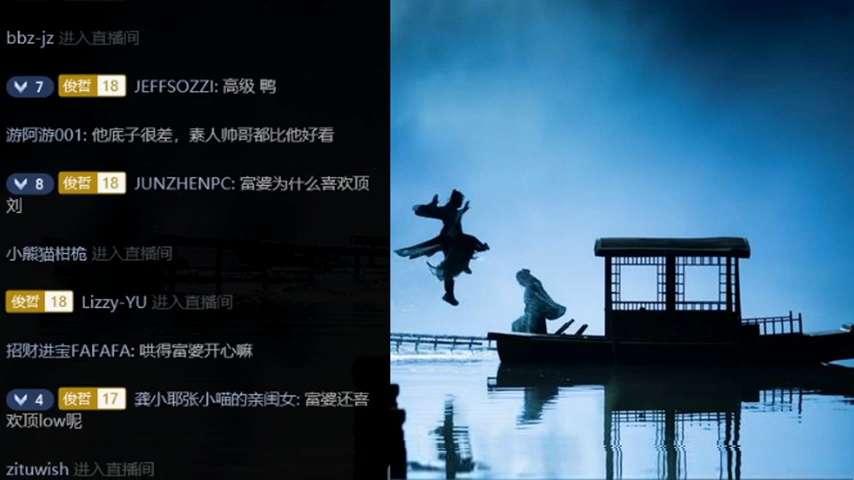 bbz-jz 进入直播间
7 俊哲 18 JEFFSOZZI: 高级 鸭
游阿游001: 他底子很差，素人帅哥都比他好看
8 俊哲 18 JUNZHENPC: 富婆为什么喜欢顶
刘
小熊猫柑桅 进入直播间
俊哲 18 Lizzy-YU 进入直播间
招财进宝FAFAFA: 哄得富婆开心嘛
4 俊哲 17 龚小耶张小喵的亲闺女: 富婆还喜
欢顶low呢
zituwish 进入直播间